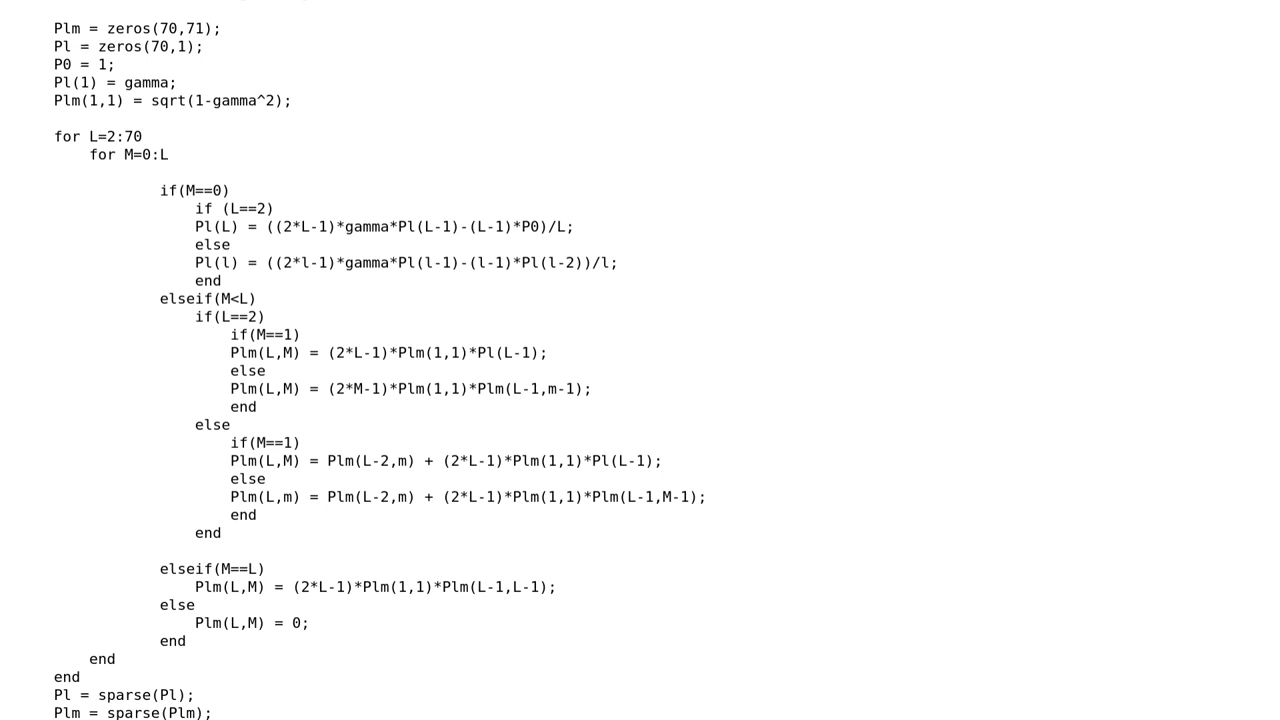 Plm = zeros(70,71);
Pl = zeros(70,1);
P0 = 1;
Pl(1) = gamma;
Plm(1,1) = sqrt(1-gamma^2);
for L=2:70
for M=0:L
if(M==0)
if (L==2)
Pl(L) = ((2*L-1)*gamma*Pl(L-1)-(L-1)*P0)/L;
else
Pl(l) = ((2*l-1)*gamma*Pl(l-1)-(l-1)*Pl(l-2))/l;
end
elseif(M<L)
if(L==2)
if(M==1)
Plm(L,M) = (2*L-1)*Plm(1,1)*Pl(L-1);
else
Plm(L,M) = (2*M-1)*Plm(1,1)*Plm(L-1,m-1);
end
else
if(M==1)
Plm(L,M) = Plm(L-2,m) + (2*L-1)*Plm(1,1)*Pl(L-1);
else
Plm(L,m) = Plm(L-2,m) + (2*L-1)*Plm(1,1)*Plm(L-1,M-1);
end
end
elseif(M==L)
Plm(L,M) = (2*L-1)*Plm(1,1)*Plm(L-1,L-1);
else
Plm(L,M) = 0;
end
end
end
Pl = sparse(Pl);
Plm = sparse(Plm);